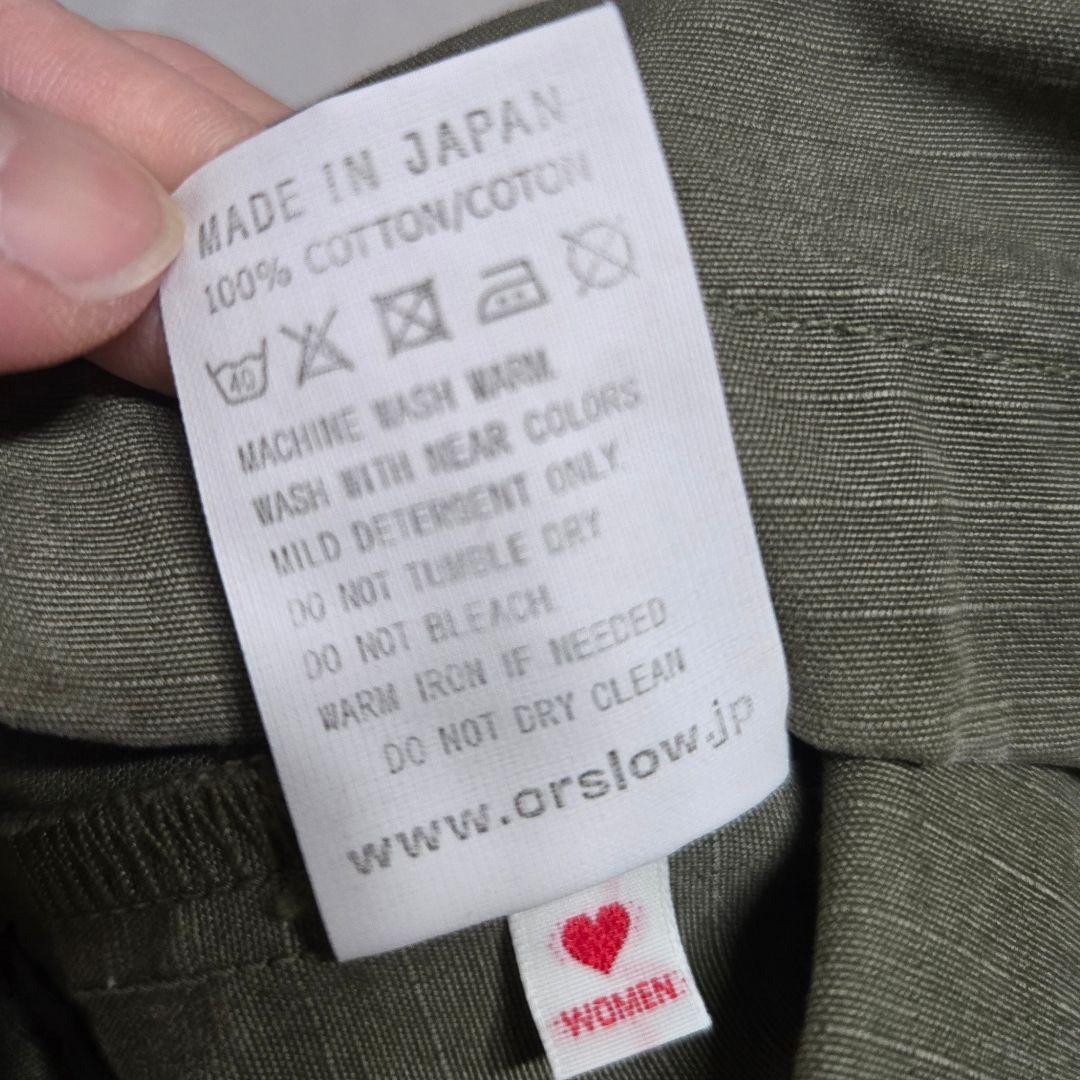 MADE IN JAPAN
100% COTTON/COTON
40
MACHINE WASH WARM
WASH WITH NEAR COLORS
MILD DETERGENT ONLY
DO NOT TUMBLE DRY
DO NOT BLEACH
WARM IRON IF NEEDED
DO NOT DRY CLEAN
www.orslow.jp
WOMEN